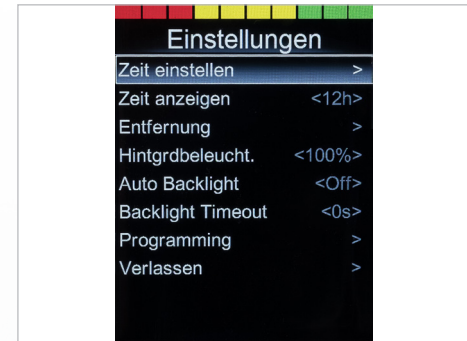 Einstellungen
Zeit einstellen >
Zeit anzeigen <12h>
Entfernung >
Hintgrdbeleucht. <100%>
Auto Backlight <Off>
Backlight Timeout <0s>
Programming >
Verlassen >